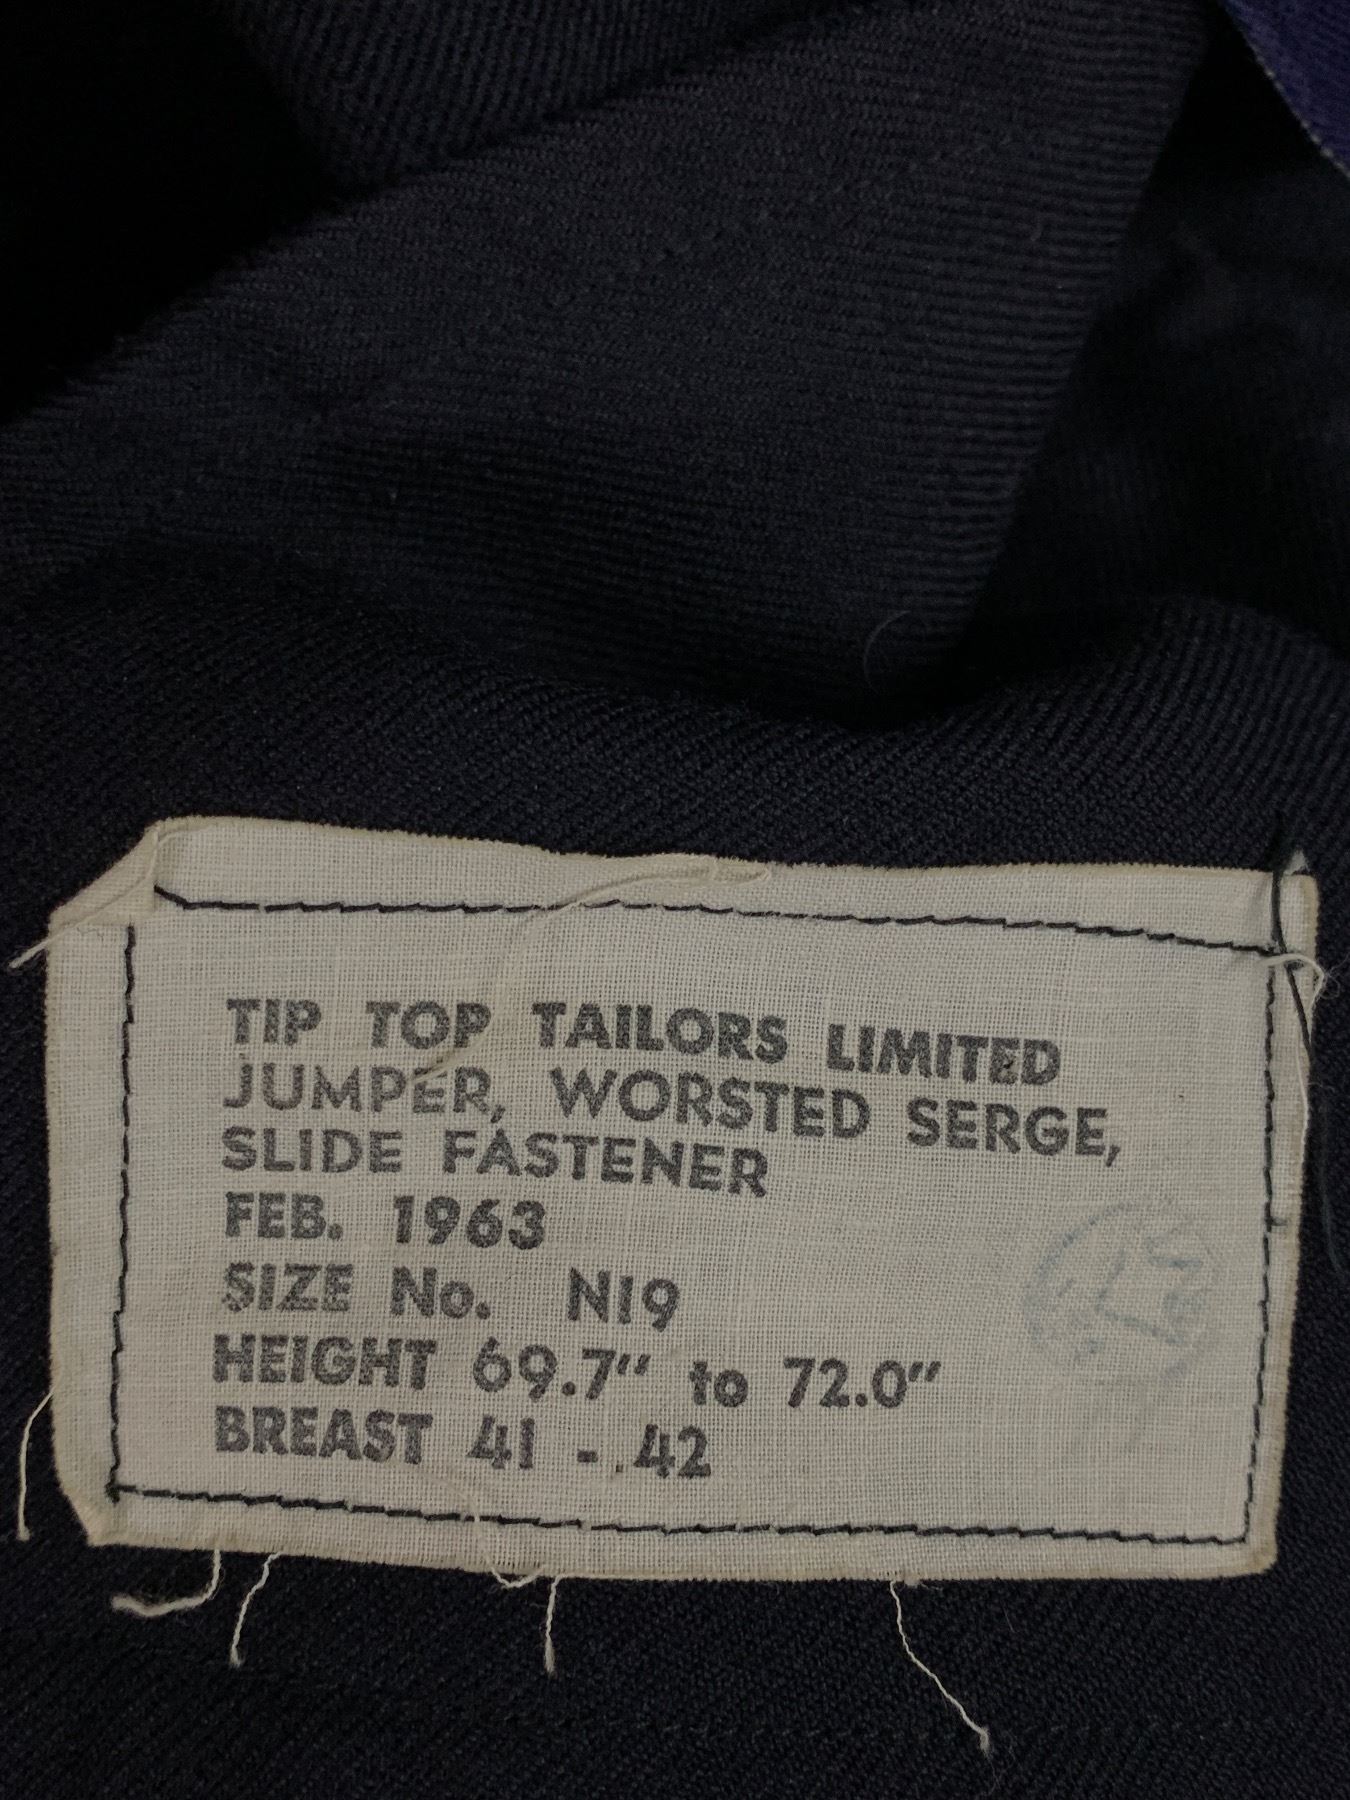 TIP TOP TAILORS LIMITED
JUMPER, WORSTED SERGE,
SLIDE FASTENER
FEB. 1963
SIZE No. N19
HEIGHT 69.7" to 72.0"
BREAST 41 - 42